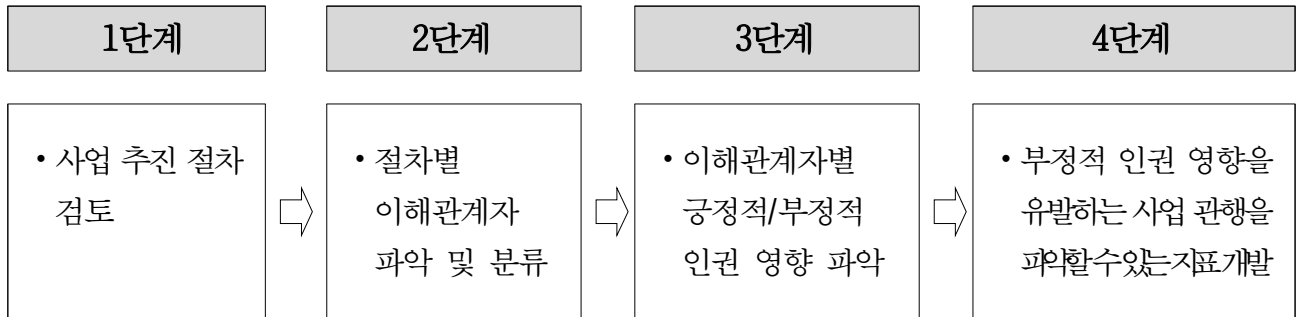 1단계
2단계
3단계
4단계
• 사업 추진 절차
검토
• 절차별
이해관계자
파악 및 분류
• 이해관계자별
긍정적/부정적
인권 영향 파악
• 부정적 인권 영향을
유발하는 사업 관행을
파악할수있는지표개발